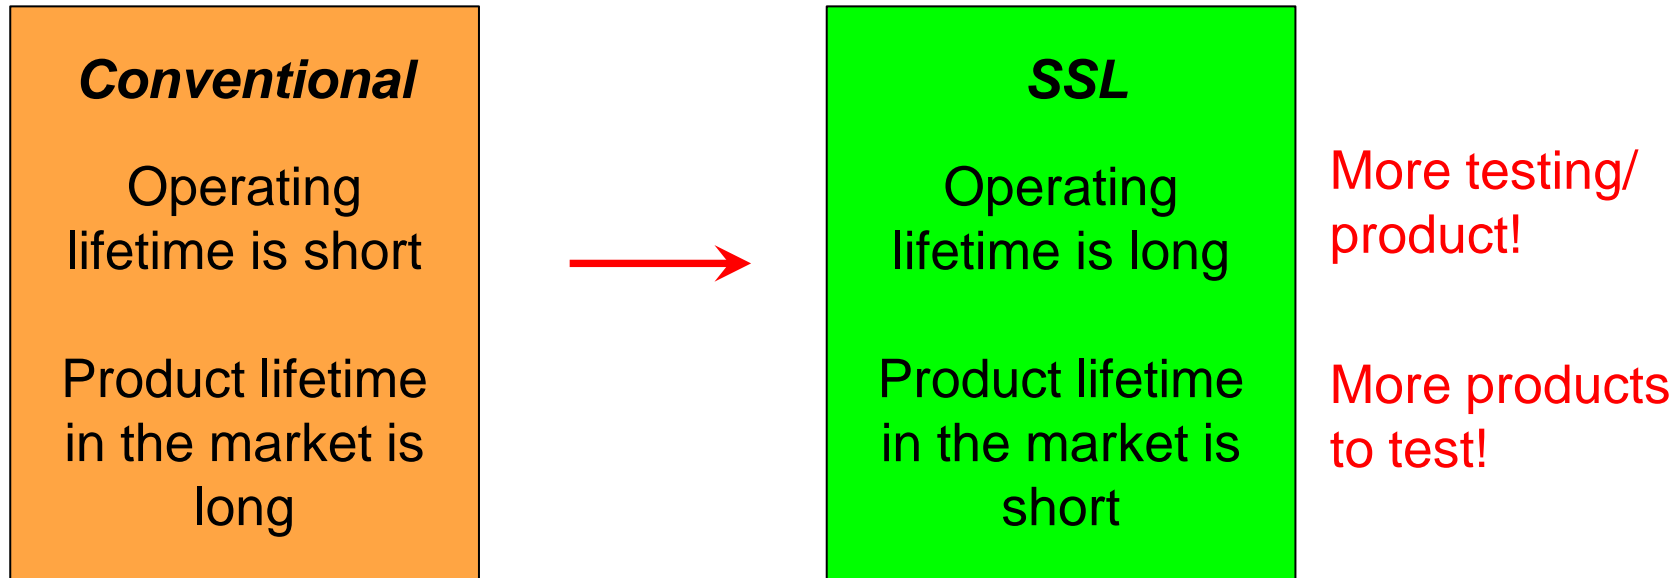 Conventional
Operating
lifetime is short
Product lifetime
in the market is
long
SSL
Operating
lifetime is long
Product lifetime
in the market is
short
More testing/
product!
More products
to test!